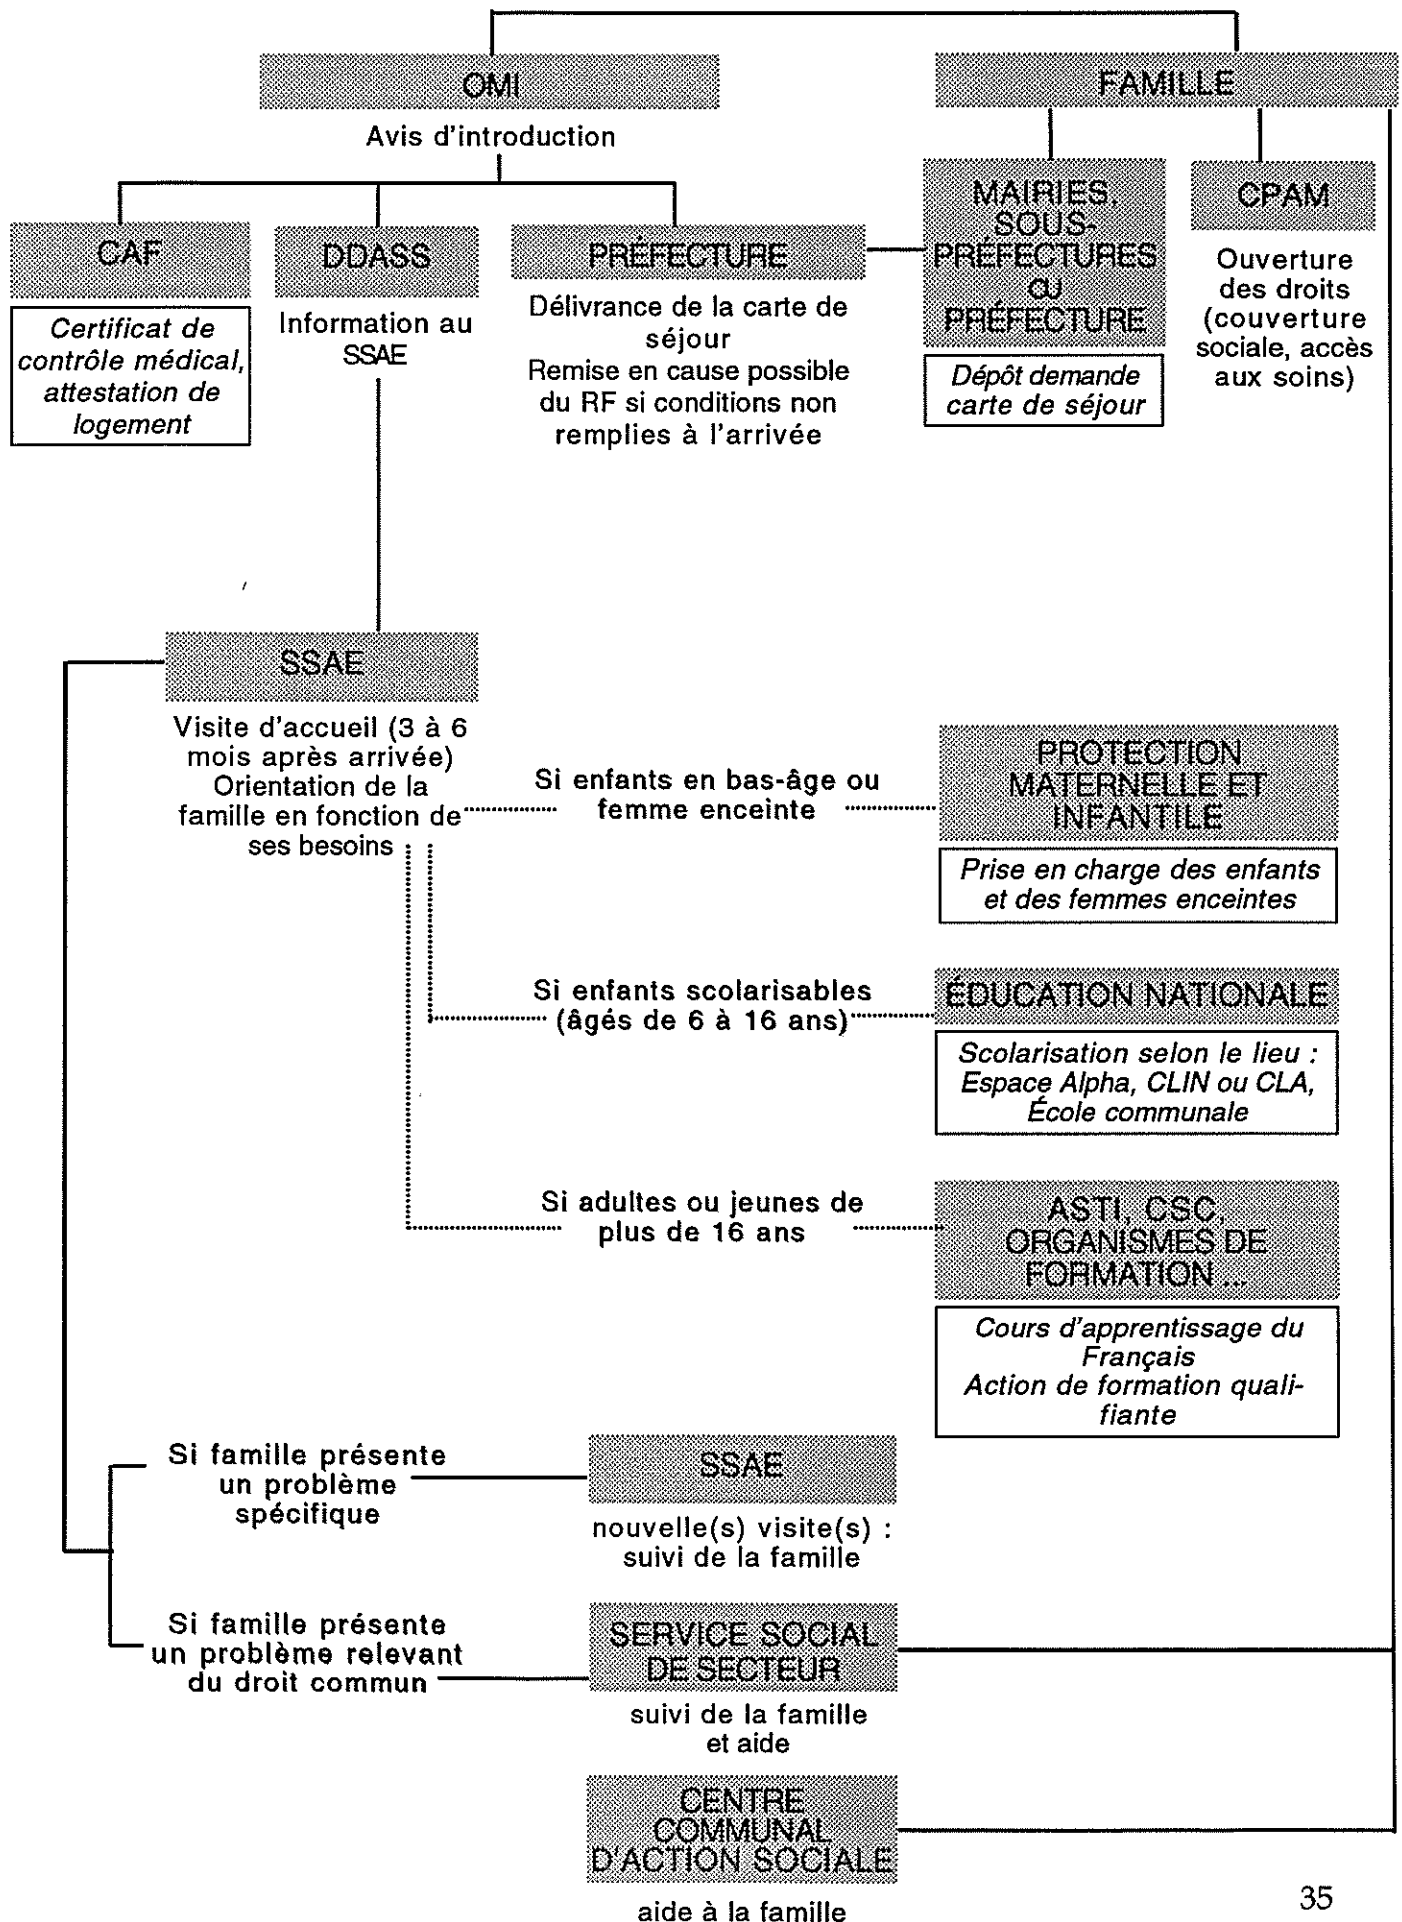 OMI
FAMILLE
Avis d'introduction
CAF
Certificat de
contrôle médical,
attestation de
logement
DDASS
Information au
SSAE
PRÉFECTURE
Délivrance de la carte de
séjour
Remise en cause possible
du RF si conditions non
remplies à l'arrivée
MAIRIES,
SOUS-
PRÉFECTURES
OU
PRÉFECTURE
Dépôt demande
carte de séjour
CPAM
Ouverture
des droits
(couverture
sociale, accès
aux soins)
SSAE
Visite d'accueil (3 à 6
mois après arrivée)
Orientation de la
famille en fonction de
ses besoins
Si enfants en bas-âge ou
femme enceinte
PROTECTION
MATERNELLE ET
INFANTILE
Prise en charge des enfants
et des femmes enceintes
Si enfants scolarisables
(âgés de 6 à 16 ans)
ÉDUCATION NATIONALE
Scolarisation selon le lieu :
Espace Alpha, CLIN ou CLA,
École communale
Si adultes ou jeunes de
plus de 16 ans
ASTI, CSC,
ORGANISMES DE
FORMATION ...
Cours d'apprentissage du
Français
Action de formation quali-
fiante
Si famille présente
un problème
spécifique
SSAE
nouvelle(s) visite(s) :
suivi de la famille
Si famille présente
un problème relevant
du droit commun
SERVICE SOCIAL
DE SECTEUR
suivi de la famille
et aide
CENTRE
COMMUNAL
D'ACTION SOCIALE
aide à la famille
35